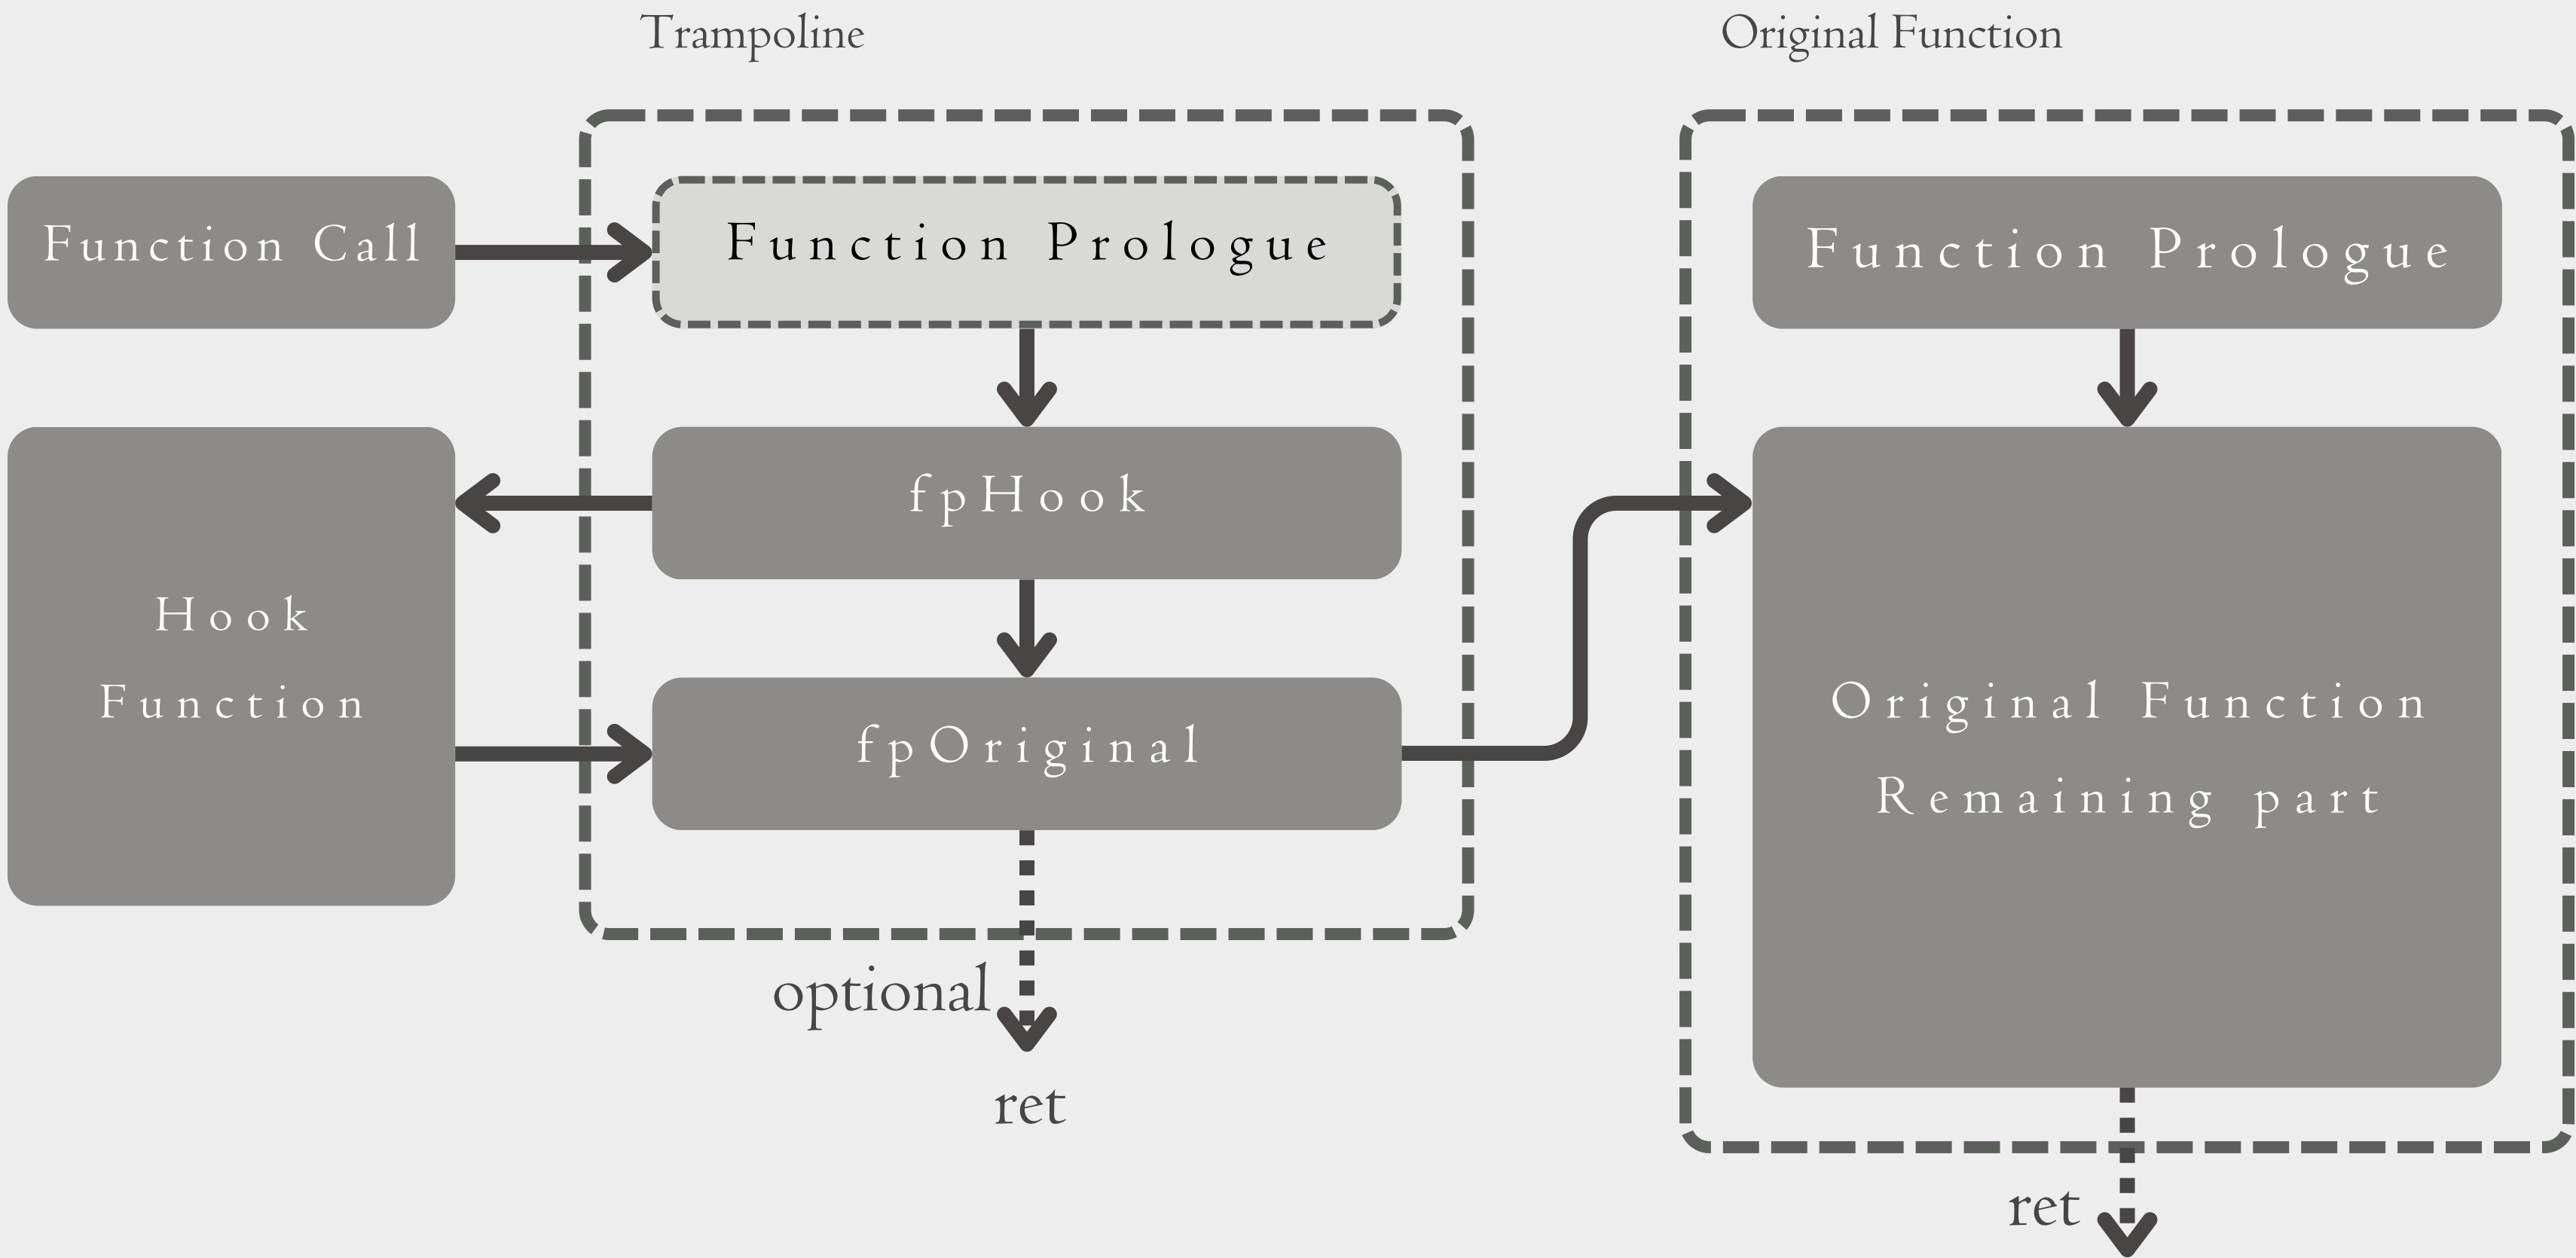 Trampoline
Original Function
Function Call
Function Prologue
Function Prologue
fpHook
Hook
Function
fpOriginal
Original Function
Remaining part
optional
ret
ret